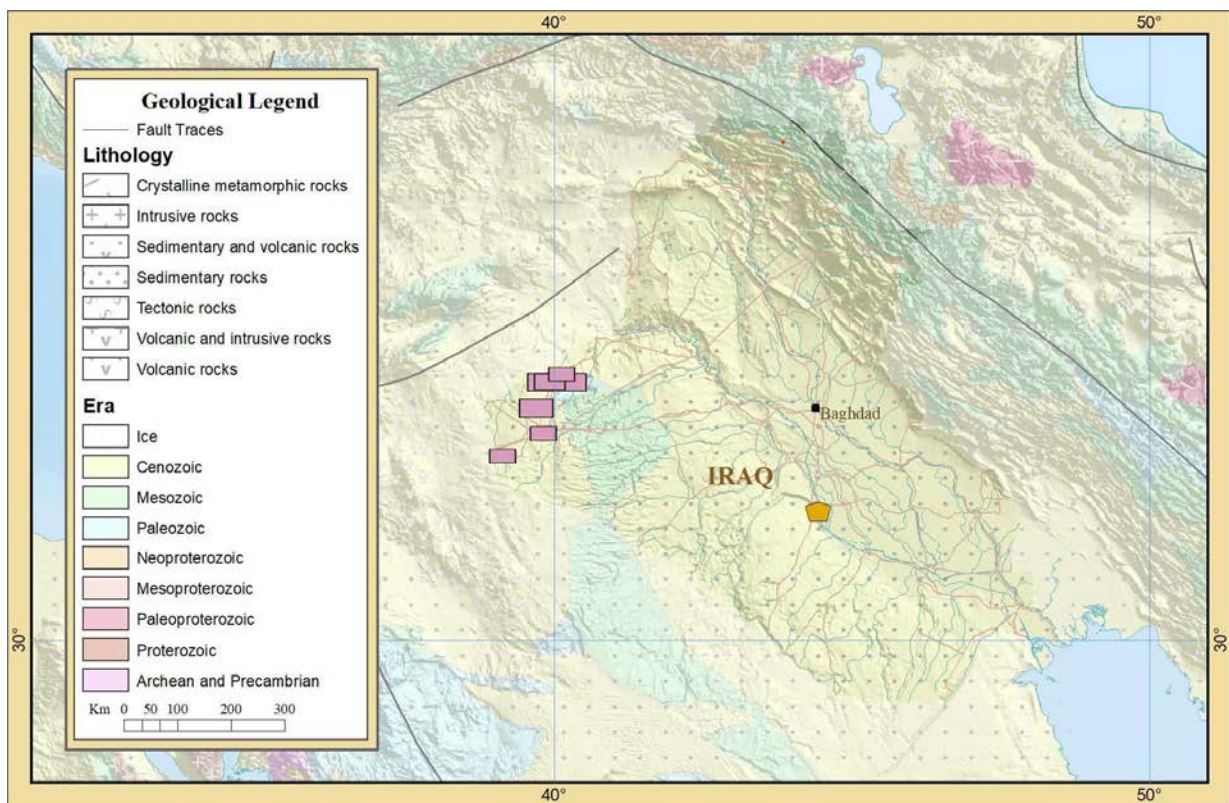 40°
50°
Geological Legend
Fault Traces
Lithology
Crystalline metamorphic rocks
Intrusive rocks
Sedimentary and volcanic rocks
Sedimentary rocks
Tectonic rocks
Volcanic and intrusive rocks
Volcanic rocks
Era
Ice
Cenozoic
Mesozoic
Paleozoic
Neoproterozoic
Mesoproterozoic
Paleoproterozoic
Proterozoic
Archean and Precambrian
Km 0 50 100 200 300
Baghdad
IRAQ
30°
30°
40°
50°